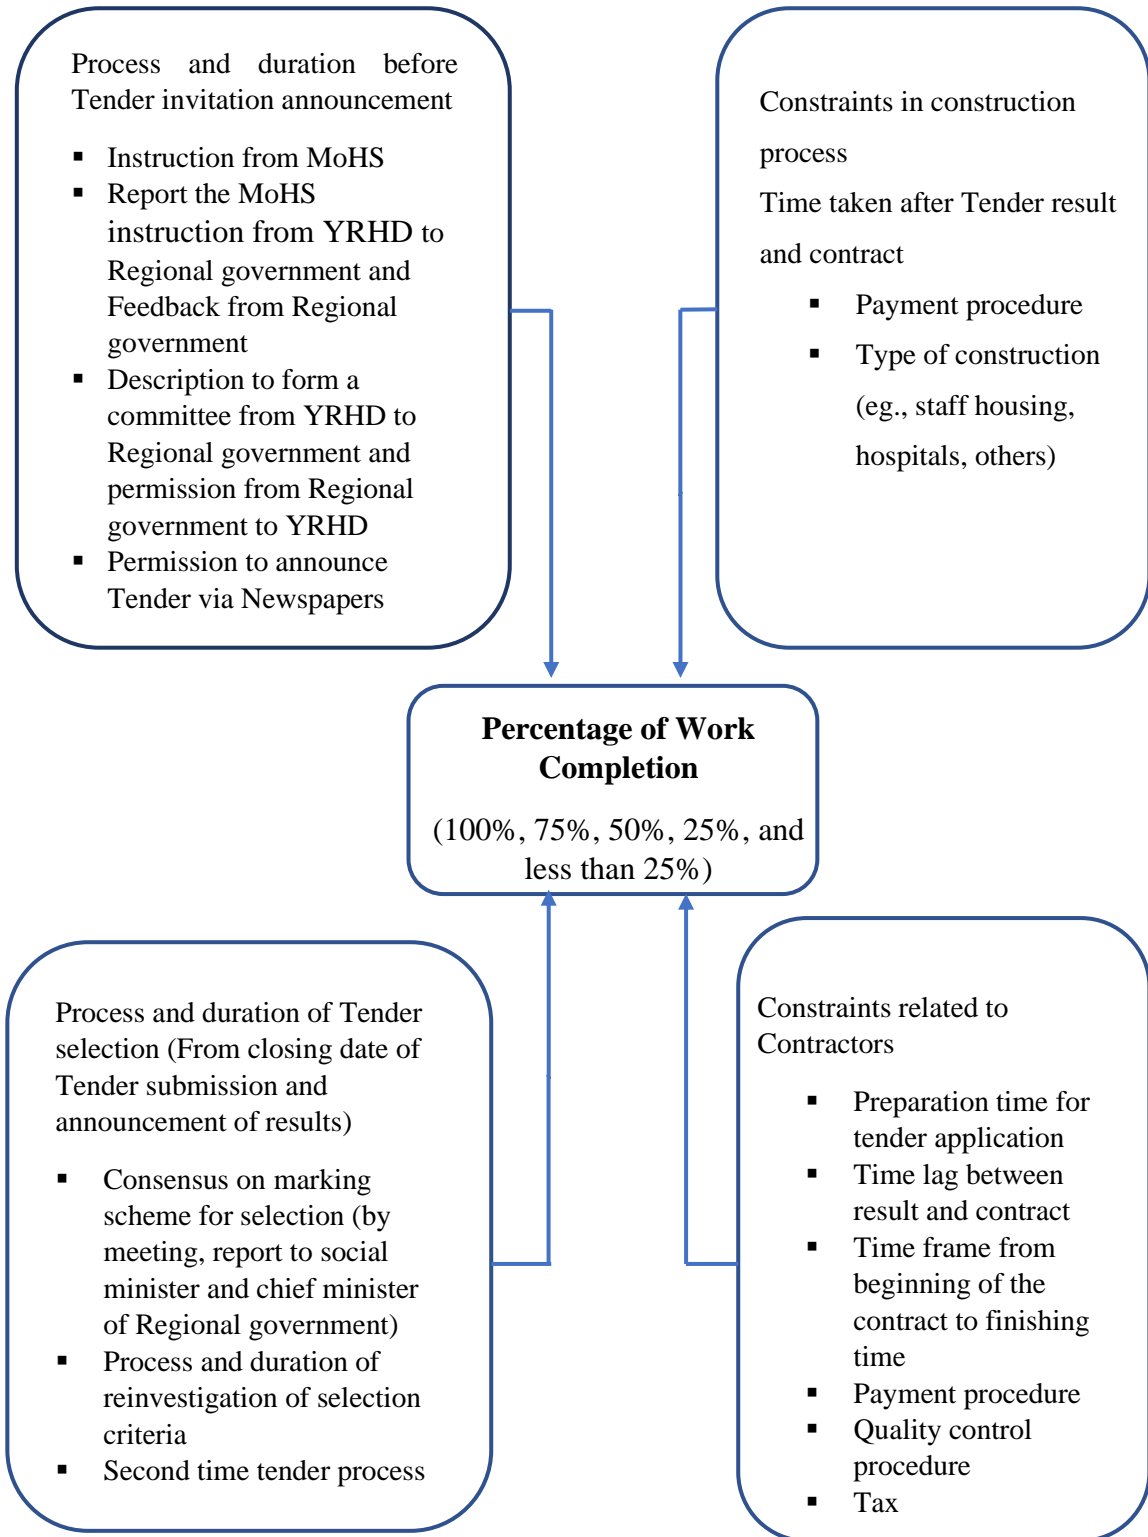 Process and duration before
Tender invitation announcement
▪ Instruction from MoHS
▪ Report the MoHS
instruction from YRHD to
Regional government and
Feedback from Regional
government
▪ Description to form a
committee from YRHD to
Regional government and
permission from Regional
government to YRHD
▪ Permission to announce
Tender via Newspapers
Constraints in construction
process
Time taken after Tender result
and contract
▪ Payment procedure
▪ Type of construction
(eg., staff housing,
hospitals, others)
Percentage of Work
Completion
(100%, 75%, 50%, 25%, and
less than 25%)
Process and duration of Tender
selection (From closing date of
Tender submission and
announcement of results)
▪ Consensus on marking
scheme for selection (by
meeting, report to social
minister and chief minister
of Regional government)
▪ Process and duration of
reinvestigation of selection
criteria
▪ Second time tender process
Constraints related to
Contractors
▪ Preparation time for
tender application
▪ Time lag between
result and contract
▪ Time frame from
beginning of the
contract to finishing
time
▪ Payment procedure
▪ Quality control
procedure
▪ Tax